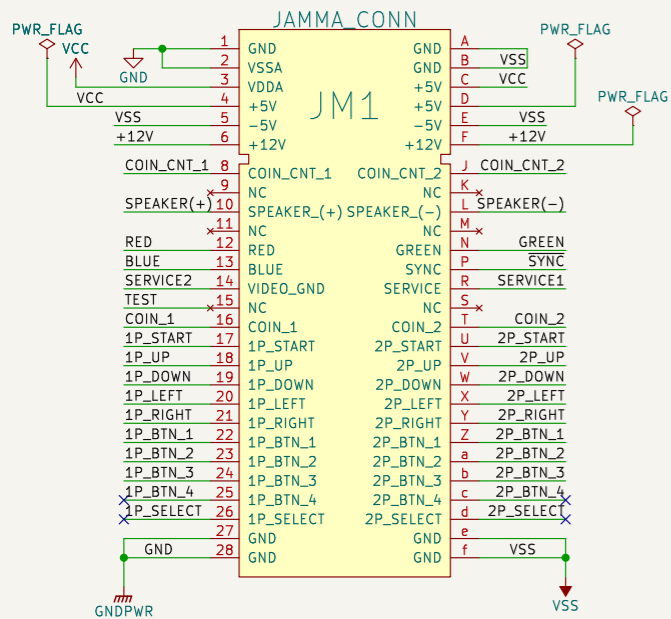 JAMMA_CONN
PWR_FLAG
PWR_FLAG
PWR_FLAG
VCC
GND
JM1
1 GND GND A
2 VSSA GND B VSS
3 VDDA +5V C VCC
VCC 4 +5V +5V D
VSS 5 -5V -5V E VSS
+12V 6 +12V +12V F +12V
COIN_CNT_1 8 COIN_CNT_1 COIN_CNT_2 J COIN_CNT_2
9 NC NC K
SPEAKER(+) 10 SPEAKER_(+) SPEAKER_(-) L SPEAKER(-)
11 NC NC M
RED 12 RED GREEN N GREEN
BLUE 13 BLUE SYNC P SYNC
SERVICE2 14 VIDEO_GND SERVICE R SERVICE1
TEST 15 NC NC S
COIN_1 16 COIN_1 COIN_2 T COIN_2
1P_START 17 1P_START 2P_START U 2P_START
1P_UP 18 1P_UP 2P_UP V 2P_UP
1P_DOWN 19 1P_DOWN 2P_DOWN W 2P_DOWN
1P_LEFT 20 1P_LEFT 2P_LEFT X 2P_LEFT
1P_RIGHT 21 1P_RIGHT 2P_RIGHT Y 2P_RIGHT
1P_BTN_1 22 1P_BTN_1 2P_BTN_1 Z 2P_BTN_1
1P_BTN_2 23 1P_BTN_2 2P_BTN_2 a 2P_BTN_2
1P_BTN_3 24 1P_BTN_3 2P_BTN_3 b 2P_BTN_3
1P_BTN_4 25 1P_BTN_4 2P_BTN_4 c 2P_BTN_4
1P_SELECT 26 1P_SELECT 2P_SELECT d 2P_SELECT
27 GND GND e
GND 28 GND GND f VSS
GNDPWR
VSS